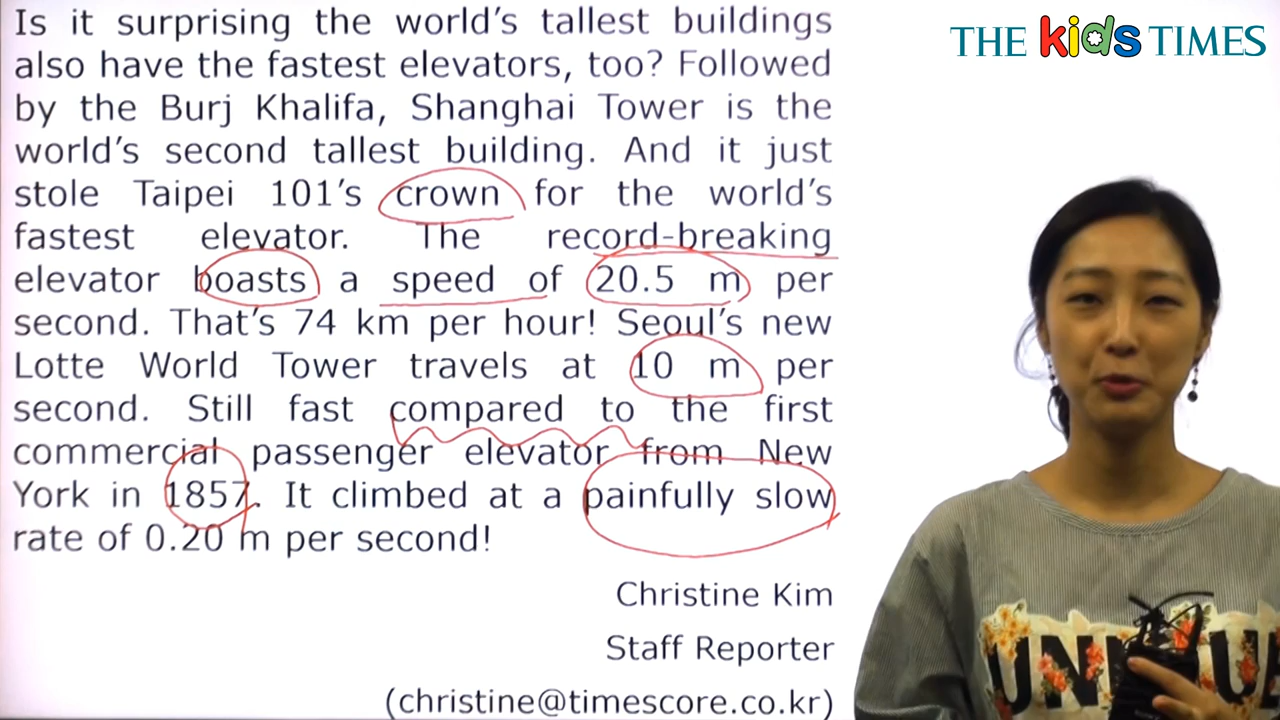 Is it surprising the world's tallest buildings
also have the fastest elevators, too? Followed
by the Burj Khalifa, Shanghai Tower is the
world's second tallest building. And it just
stole Taipei 101's crown for the world's
fastest elevator. The record-breaking
elevator boasts a speed of 20.5 m per
second. That's 74 km per hour! Seoul's new
Lotte World Tower travels at 10 m per
second. Still fast compared to the first
commercial passenger elevator from New
York in 1857. It climbed at a painfully slow
rate of 0.20 m per second!
Christine Kim
Staff Reporter
(christine@timescore.co.kr)
THE kids TIMES